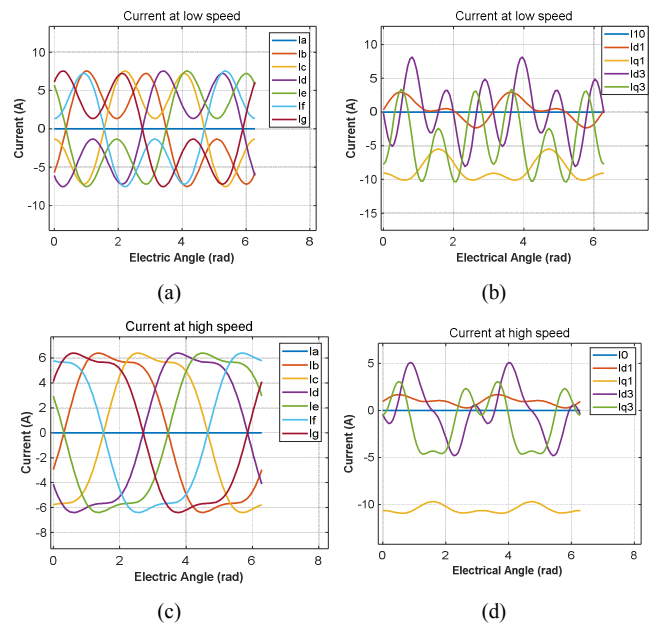 Current at low speed
Current (A)
10
5
0
-5
-10
0
2
4
6
8
Electric Angle (rad)
Ia
Ib
Ic
Id
Ie
If
Ig
(a)
Current at low speed
Current (A)
10
5
0
-5
-10
-15
0
2
4
6
Electrical Angle (rad)
I10
Id1
Iq1
Id3
Iq3
(b)
Current at high speed
Current (A)
6
4
2
0
-2
-4
-6
-8
0
2
4
6
8
Electric Angle (rad)
Ia
Ib
Ic
Id
Ie
If
Ig
(c)
Current at high speed
Current (A)
5
0
-5
-10
0
2
4
6
8
Electrical Angle (rad)
I0
Id1
Iq1
Id3
Iq3
(d)